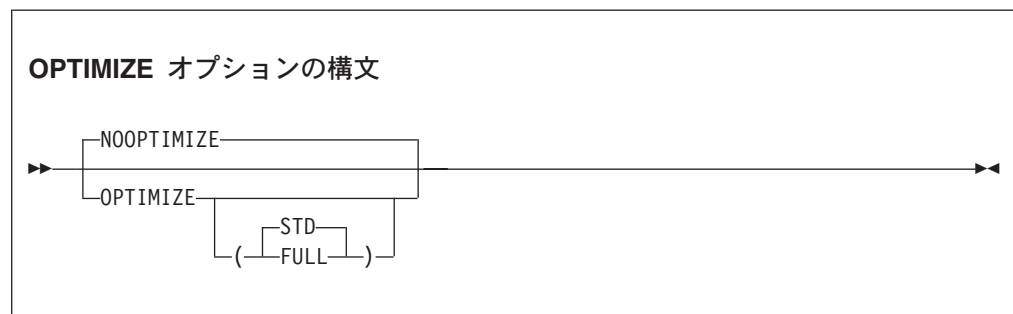 OPTIMIZE オプションの構文
NOOPTIMIZE
OPTIMIZE
STD
( FULL )